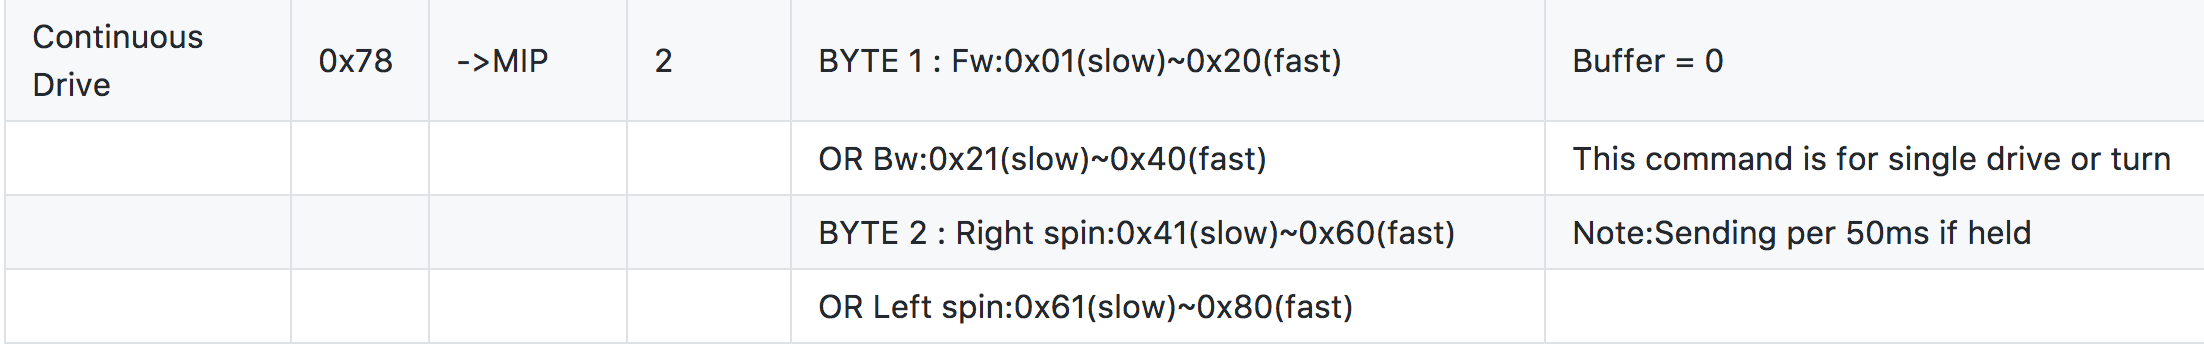 Continuous
Drive
0x78
->MIP
2
BYTE 1 : Fw:0x01(slow)~0x20(fast)
Buffer = 0
OR Bw:0x21(slow)~0x40(fast)
This command is for single drive or turn
BYTE 2 : Right spin:0x41(slow)~0x60(fast)
Note:Sending per 50ms if held
OR Left spin:0x61(slow)~0x80(fast)